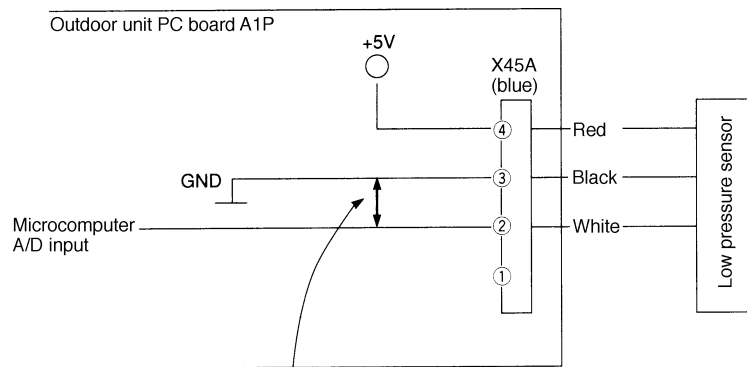 Outdoor unit PC board A1P
+5V
X45A
(blue)
④
Red
GND
③
Black
Microcomputer
A/D input
②
White
①
Low pressure sensor